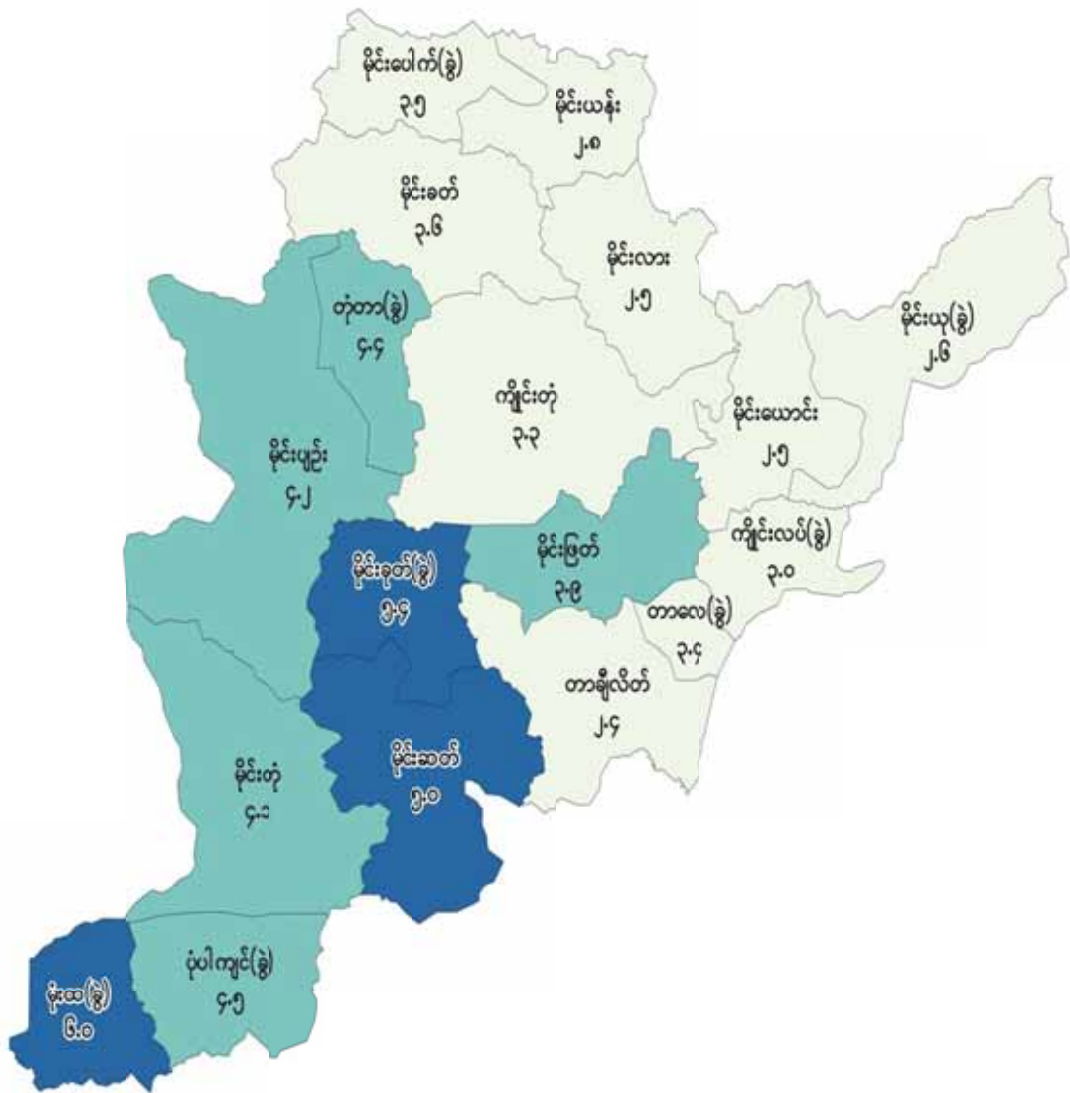 မိုင်းပေါက်(ခွဲ)
၃.၅
မိုင်းယန်း
၂.၈
မိုင်းခတ်
၃.၆
မိုင်းလား
၂.၅
တုံတာ(ခွဲ)
၄.၄
မိုင်းယု(ခွဲ)
၂.၆
ကျိုင်းတုံ
၃.၃
မိုင်းယောင်း
၂.၅
မိုင်းပျဉ်း
၄.၂
ကျိုင်းလပ်(ခွဲ)
၃.၀
မိုင်းဖြတ်
၃.၉
မိုင်းခုတ်(ခွဲ)
၅.၄
တာလေ(ခွဲ)
၃.၄
တာချီလိတ်
၂.၄
မိုင်းဆတ်
၅.၀
မိုင်းတုံ
၄.၁
ပုံပါကျင်(ခွဲ)
၄.၅
မုံးထ(ခွဲ)
၆.၀